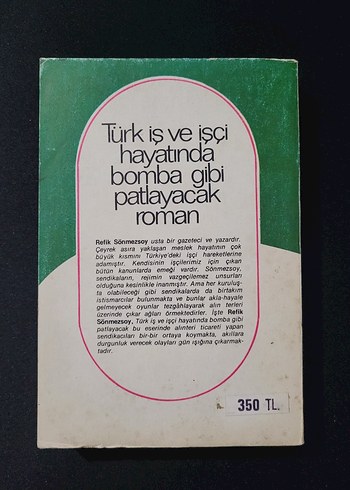 Türk iş ve işçi
hayatında
bomba gibi
patlayacak
roman
Refik Sönmezsoy usta bir gazeteci ve yazardır.
Çeyrek asıra yaklaşan meslek hayatının çok
büyük kısmını Türkiye'deki işçi hareketlerine
adamıştır. Kendisinin işçilerimiz için çıkan
bütün kanunlarda emeği vardır. Sönmezsoy,
sendikaların, rejimin vazgeçilmez unsurları
olduğuna kesinlikle inanmıştır. Ama her kuruluş-
ta olabileceği gibi sendikalarda da birtakım
istismarcılar bulunmakta ve bunlar akla-hayale
gelmeyecek oyunlar tezgâhlayarak alın terleri
üzerinde çıkar ağları örmektedirler. İşte Refik
Sönmezsoy, Türk iş ve işçi hayatında bomba gibi
patlayacak bu eserinde alınteri ticareti yapan
sendikacıları bir-bir ortaya koymakta, akıllara
durgunluk verecek olayları gün ışığına çıkarmak-
tadır.
350 TL.